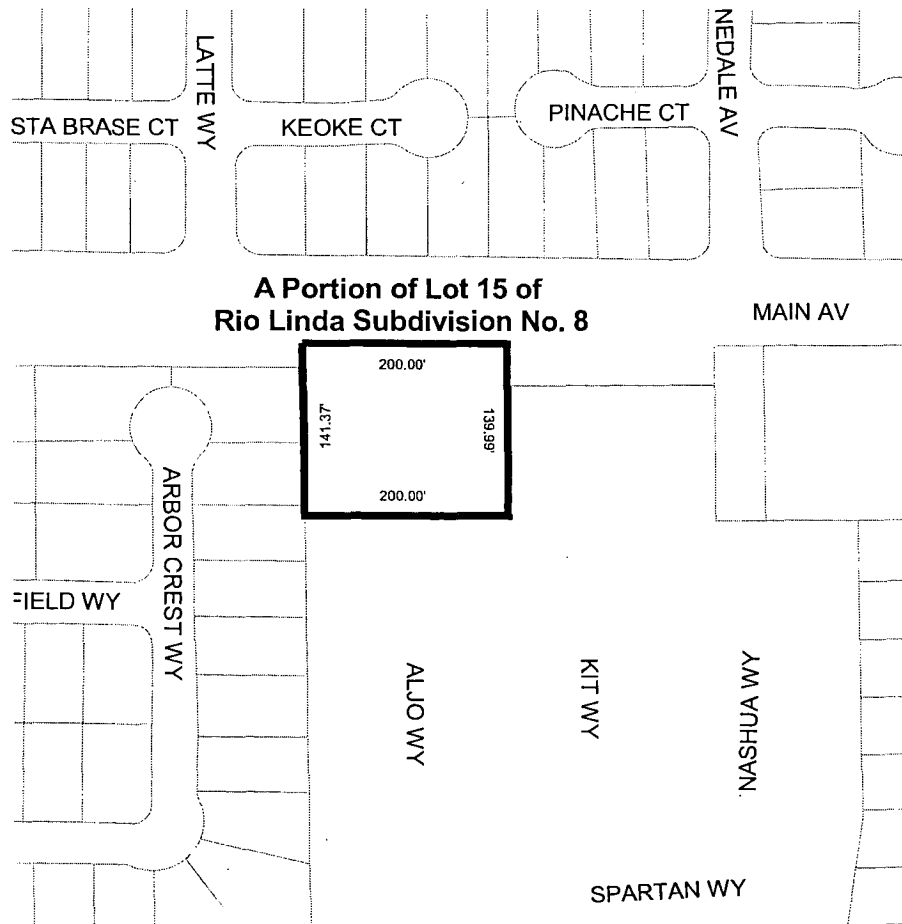 LATTE WY
NEDALE AV
STA BRASE CT
KEOKE CT
PINACHE CT
A Portion of Lot 15 of
Rio Linda Subdivision No. 8
MAIN AV
200.00'
141.37'
139.99'
200.00'
ARBOR CREST WY
FIELD WY
ALJO WY
KIT WY
NASHUA WY
SPARTAN WY